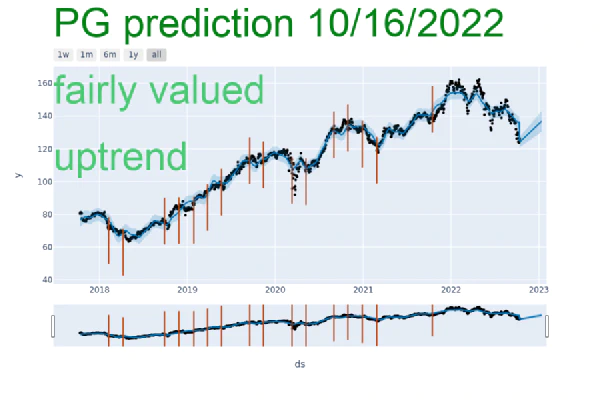 PG prediction 10/16/2022
1w 1m 6m 1y all
fairly valued
uptrend
160
140
120
100
80
60
40
y
2018 2019 2020 2021 2022 2023
ds